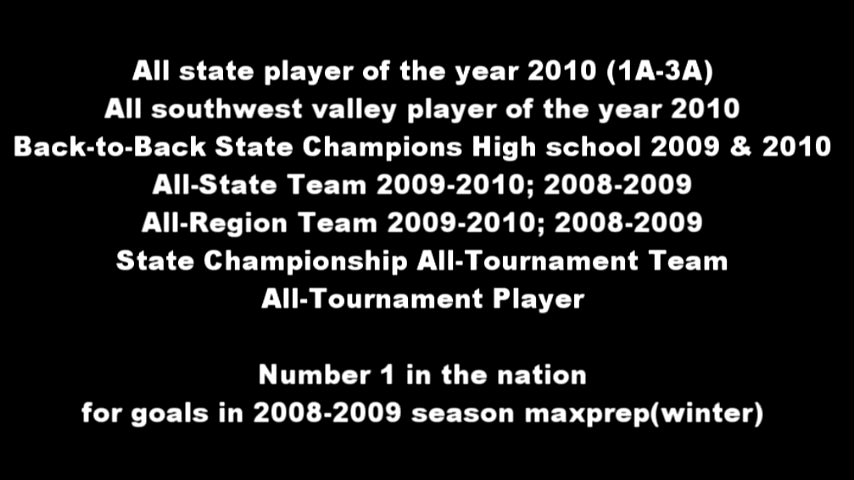 All state player of the year 2010 (1A-3A)
All southwest valley player of the year 2010
Back-to-Back State Champions High school 2009 & 2010
All-State Team 2009-2010; 2008-2009
All-Region Team 2009-2010; 2008-2009
State Championship All-Tournament Team
All-Tournament Player
Number 1 in the nation
for goals in 2008-2009 season maxprep(winter)